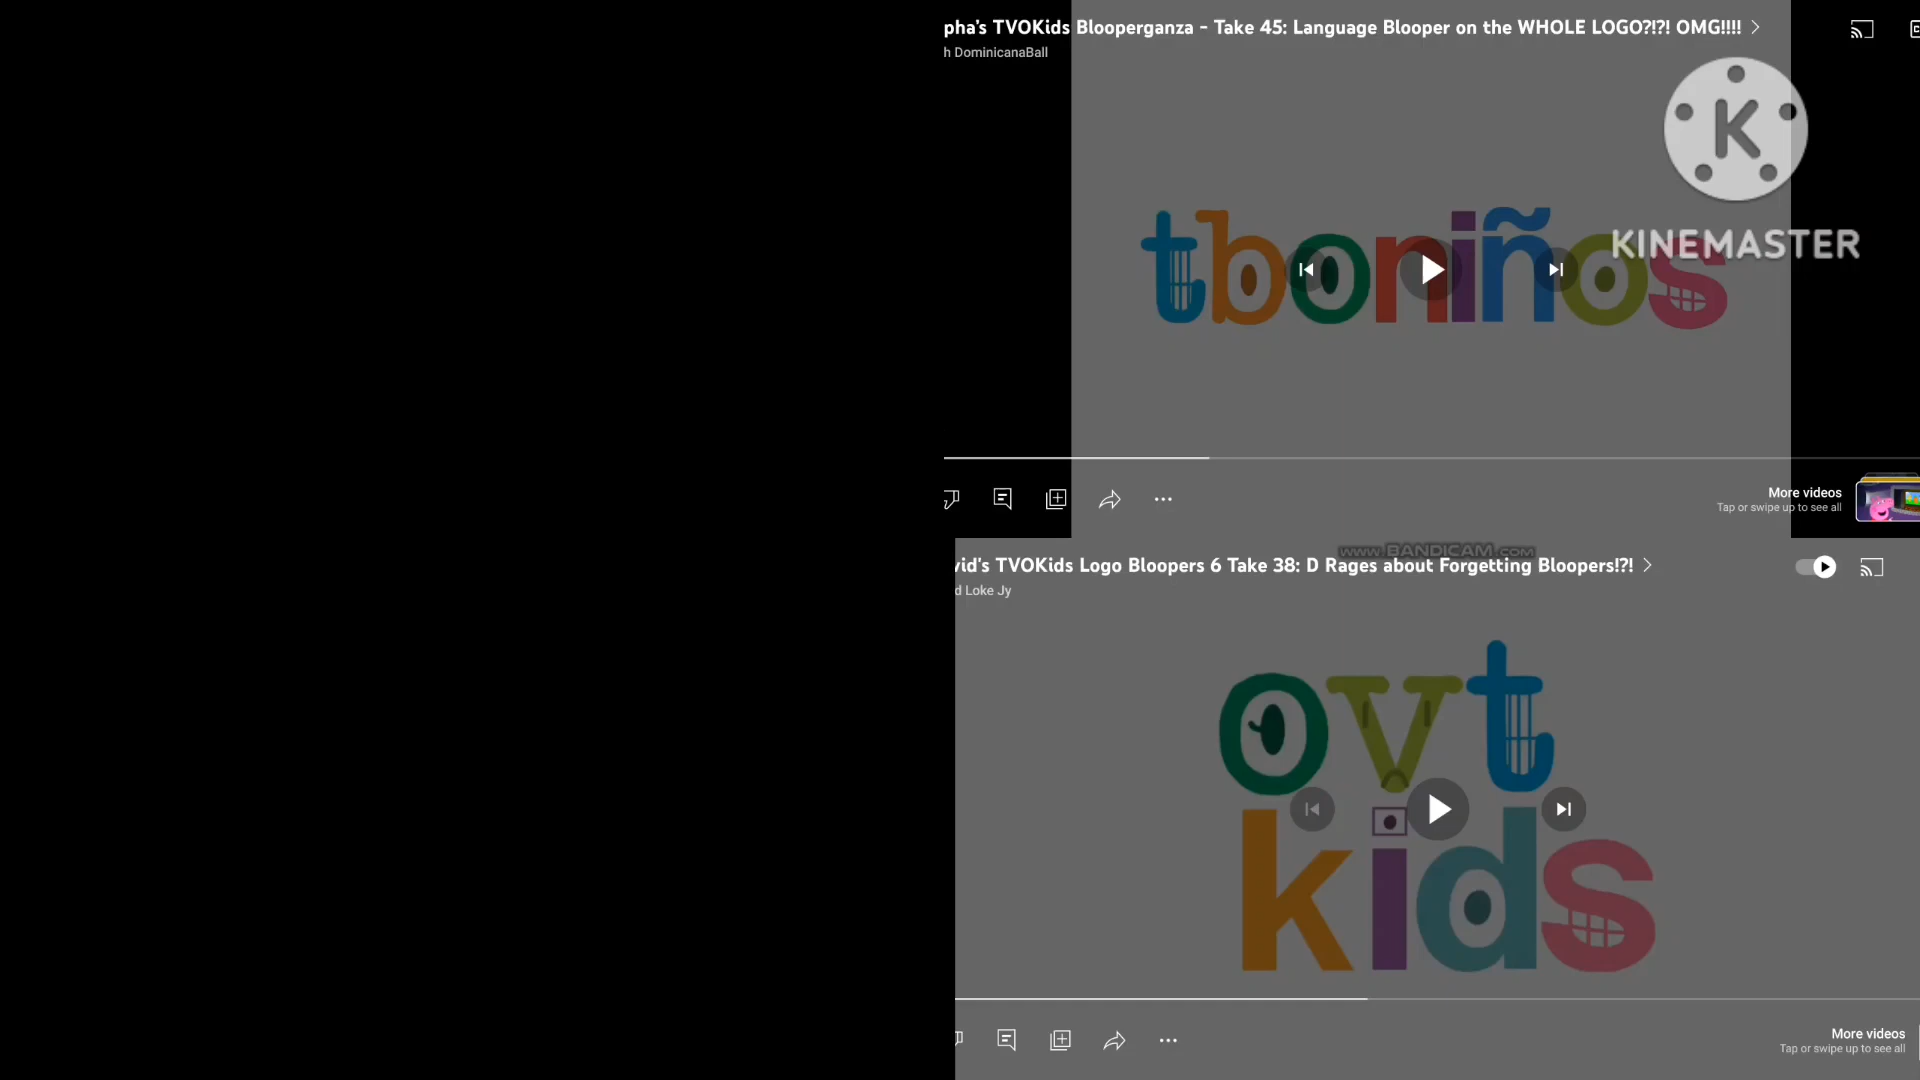 pha's TVOKids Blooperganza - Take 45: Language Blooper on the WHOLE LOGO?!?! OMG!!!!
h DominicanaBall
K
KINEMASTER
tboniños
More videos
Tap or swipe up to see all
www.BANDICAM.com
vid's TVOKids Logo Bloopers 6 Take 38: D Rages about Forgetting Bloopers!?!
d Loke Jy
ovt
kids
More videos
Tap or swipe up to see all